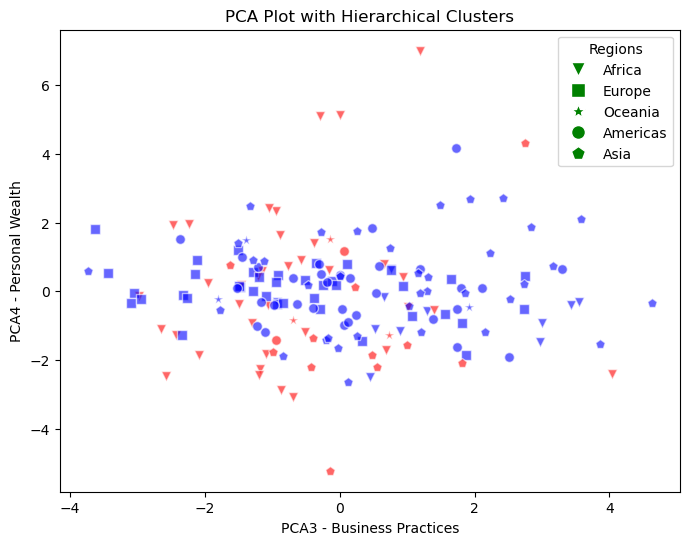 PCA Plot with Hierarchical Clusters
Regions
Africa
Europe
Oceania
Americas
Asia
6
4
2
0
−2
−4
PCA4 - Personal Wealth
−4
−2
0
2
4
PCA3 - Business Practices